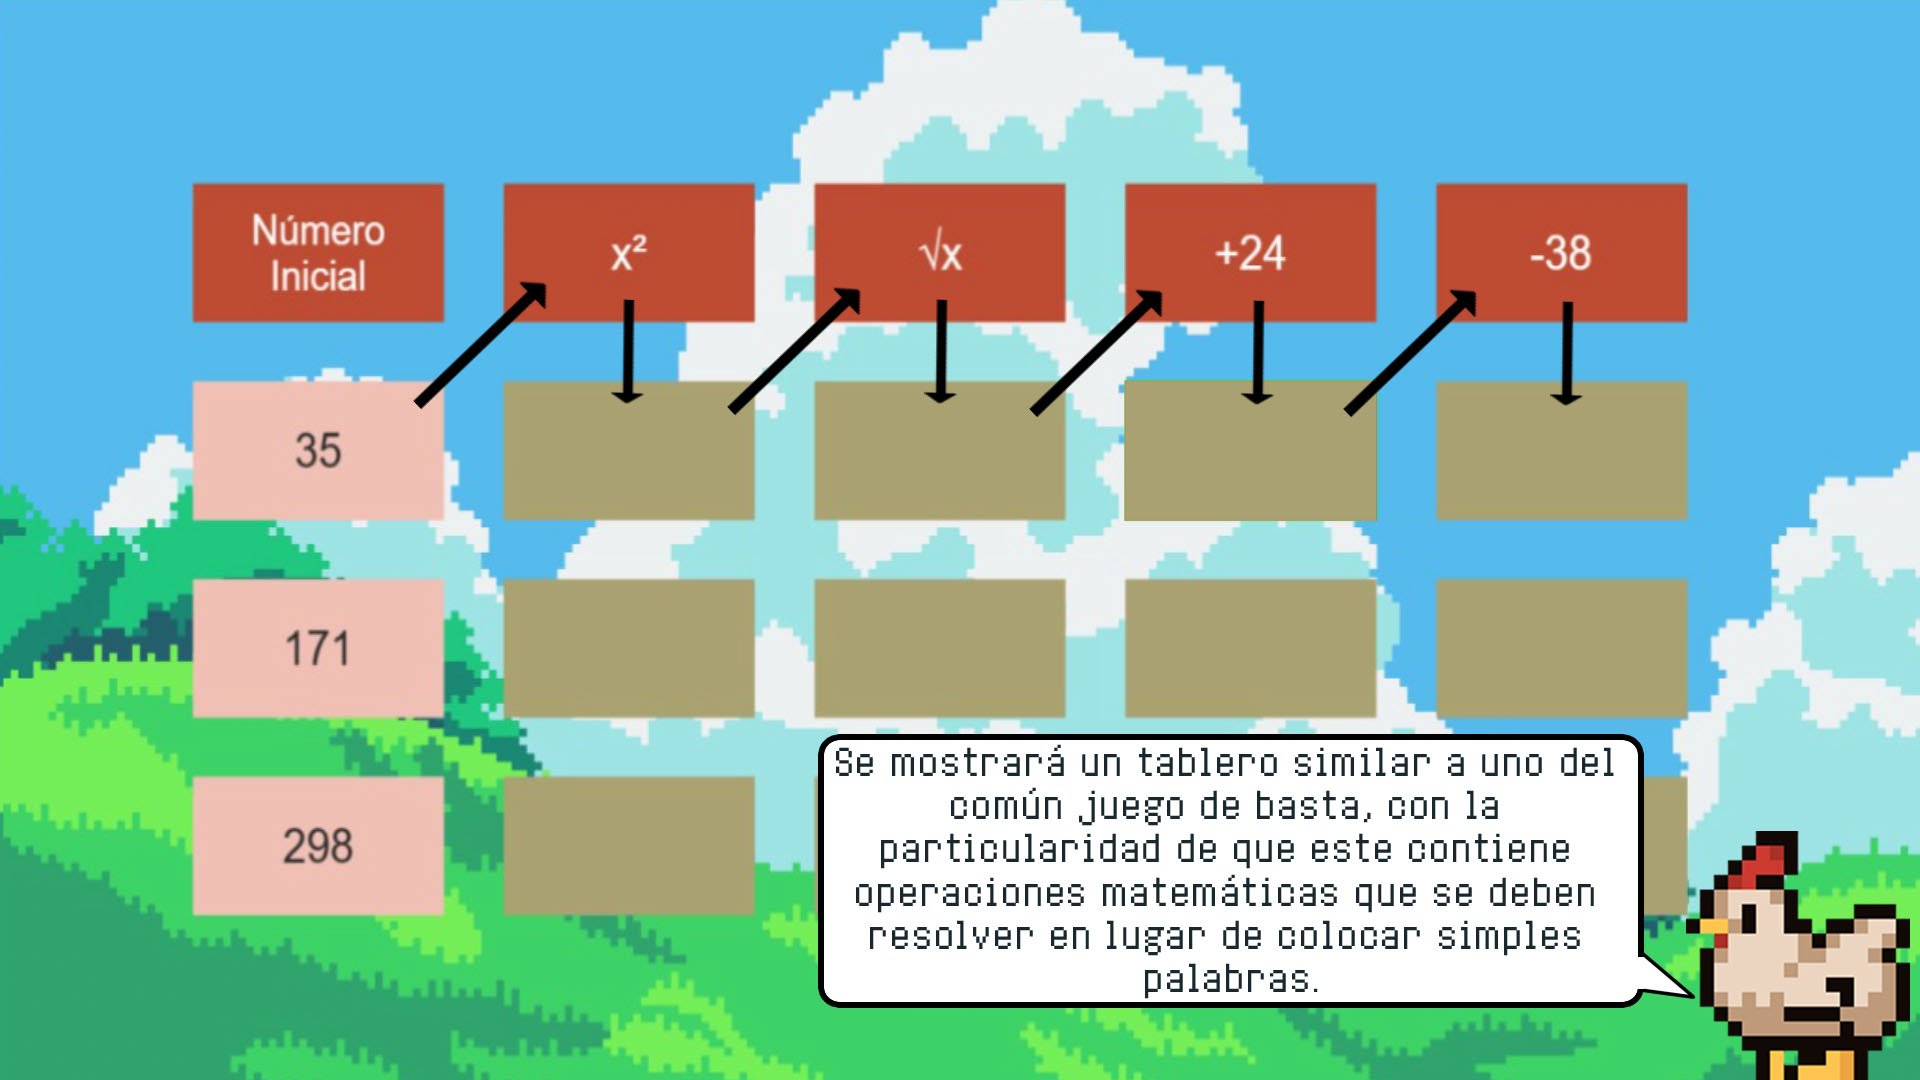 Número
Inicial
x²
√x
+24
-38
35
171
298
Se mostrará un tablero similar a uno del
común juego de basta, con la
particularidad de que este contiene
operaciones matemáticas que se deben
resolver en lugar de colocar simples
palabras.